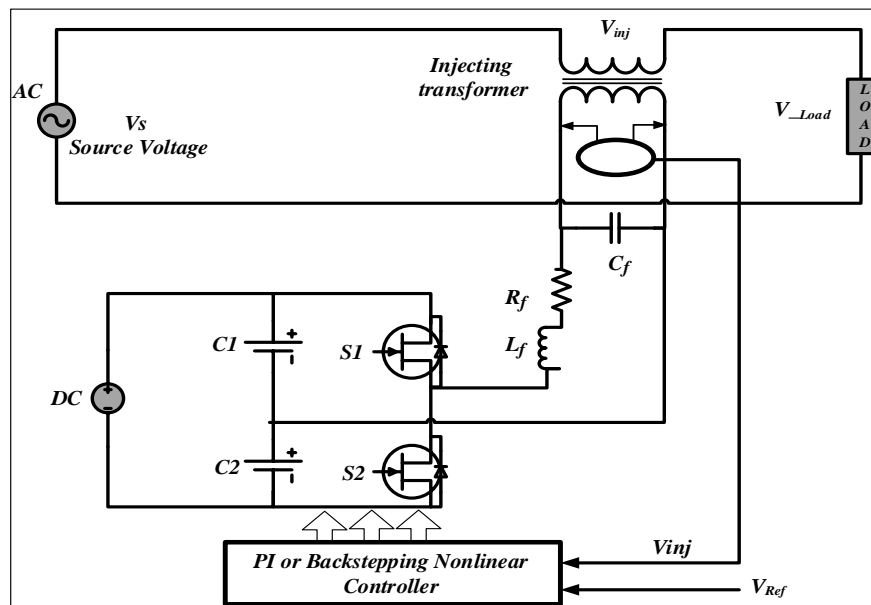 V_inj
Injecting
transformer
AC
Vs
Source Voltage
V_Load
L
O
A
D
C_f
R_f
L_f
C1
S1
DC
C2
S2
PI or Backstepping Nonlinear
Controller
Vinj
V_Ref